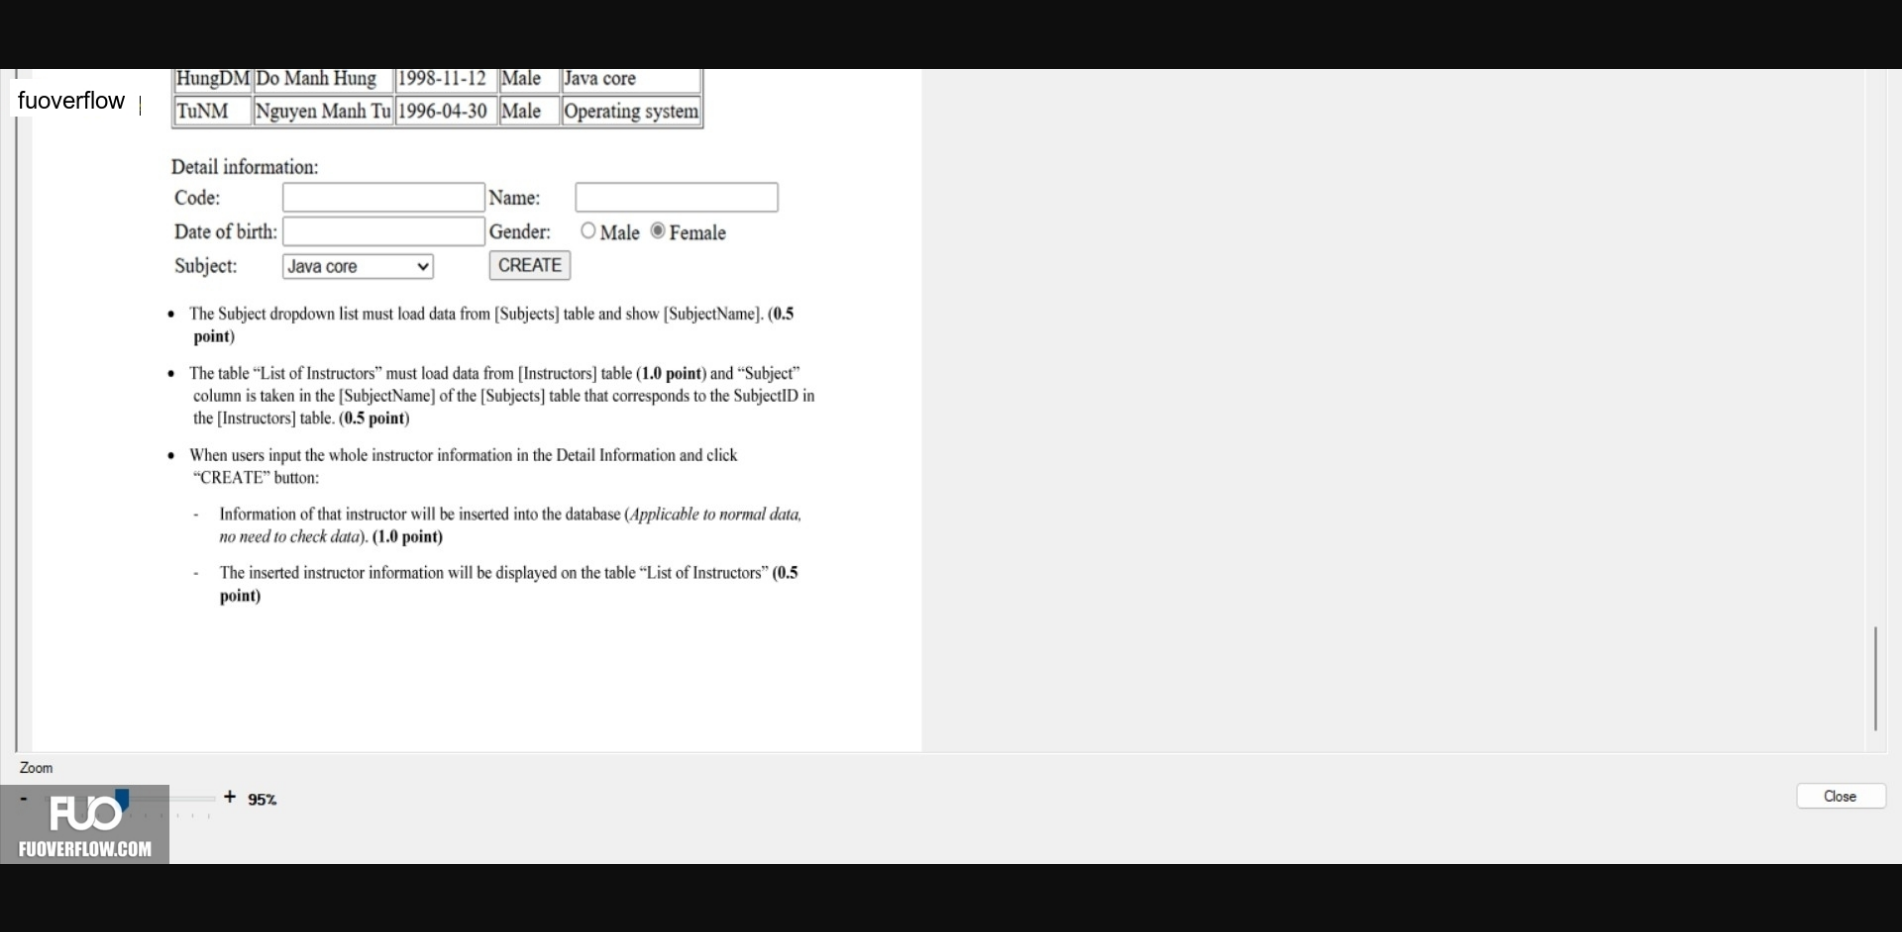 HungDM Do Manh Hung 1998-11-12 Male Java core
fuoverflow
TuNM Nguyen Manh Tu 1996-04-30 Male Operating system
Detail information:
Code: Name:
Date of birth: Gender: Male Female
Subject: Java core CREATE
• The Subject dropdown list must load data from [Subjects] table and show [SubjectName]. (0.5
point)
• The table “List of Instructors” must load data from [Instructors] table (1.0 point) and “Subject”
column is taken in the [SubjectName] of the [Subjects] table that corresponds to the SubjectID in
the [Instructors] table. (0.5 point)
• When users input the whole instructor information in the Detail Information and click
“CREATE” button:
- Information of that instructor will be inserted into the database (Applicable to normal data,
no need to check data). (1.0 point)
- The inserted instructor information will be displayed on the table “List of Instructors” (0.5
point)
Zoom
- + 95%
Close
FUO
FUOVERFLOW.COM